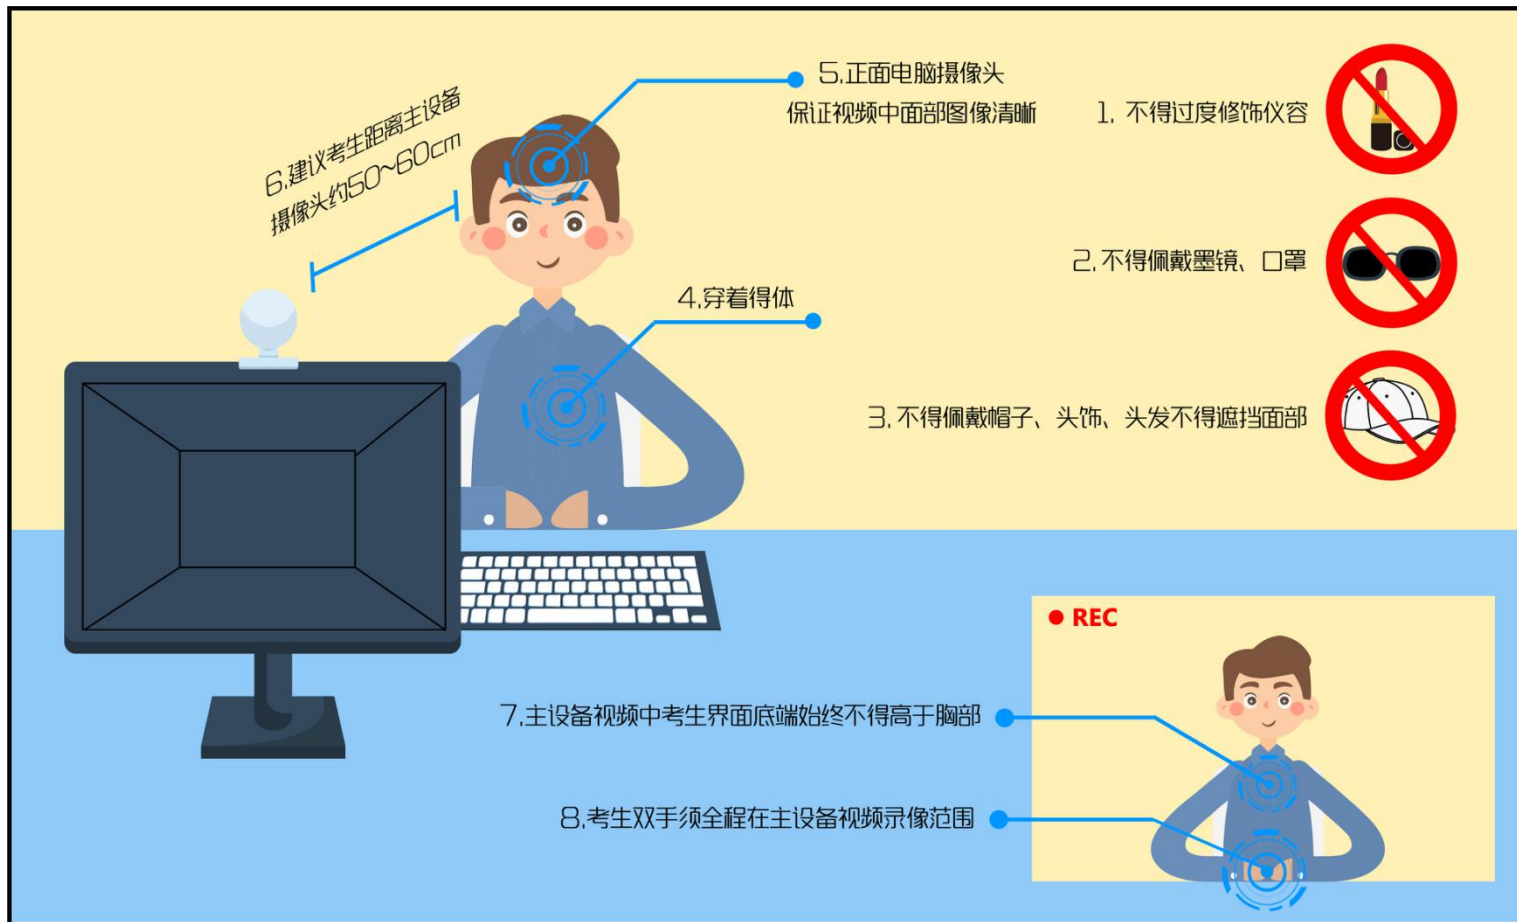 5.正面电脑摄像头
保证视频中面部图像清晰
1. 不得过度修饰仪容
6.建议考生距离主设备
摄像头约50~60cm
2.不得佩戴墨镜、口罩
4.穿着得体
3.不得佩戴帽子、头饰、头发不得遮挡面部
REC
7.主设备视频中考生界面底端始终不得高于胸部
8.考生双手须全程在主设备视频录像范围